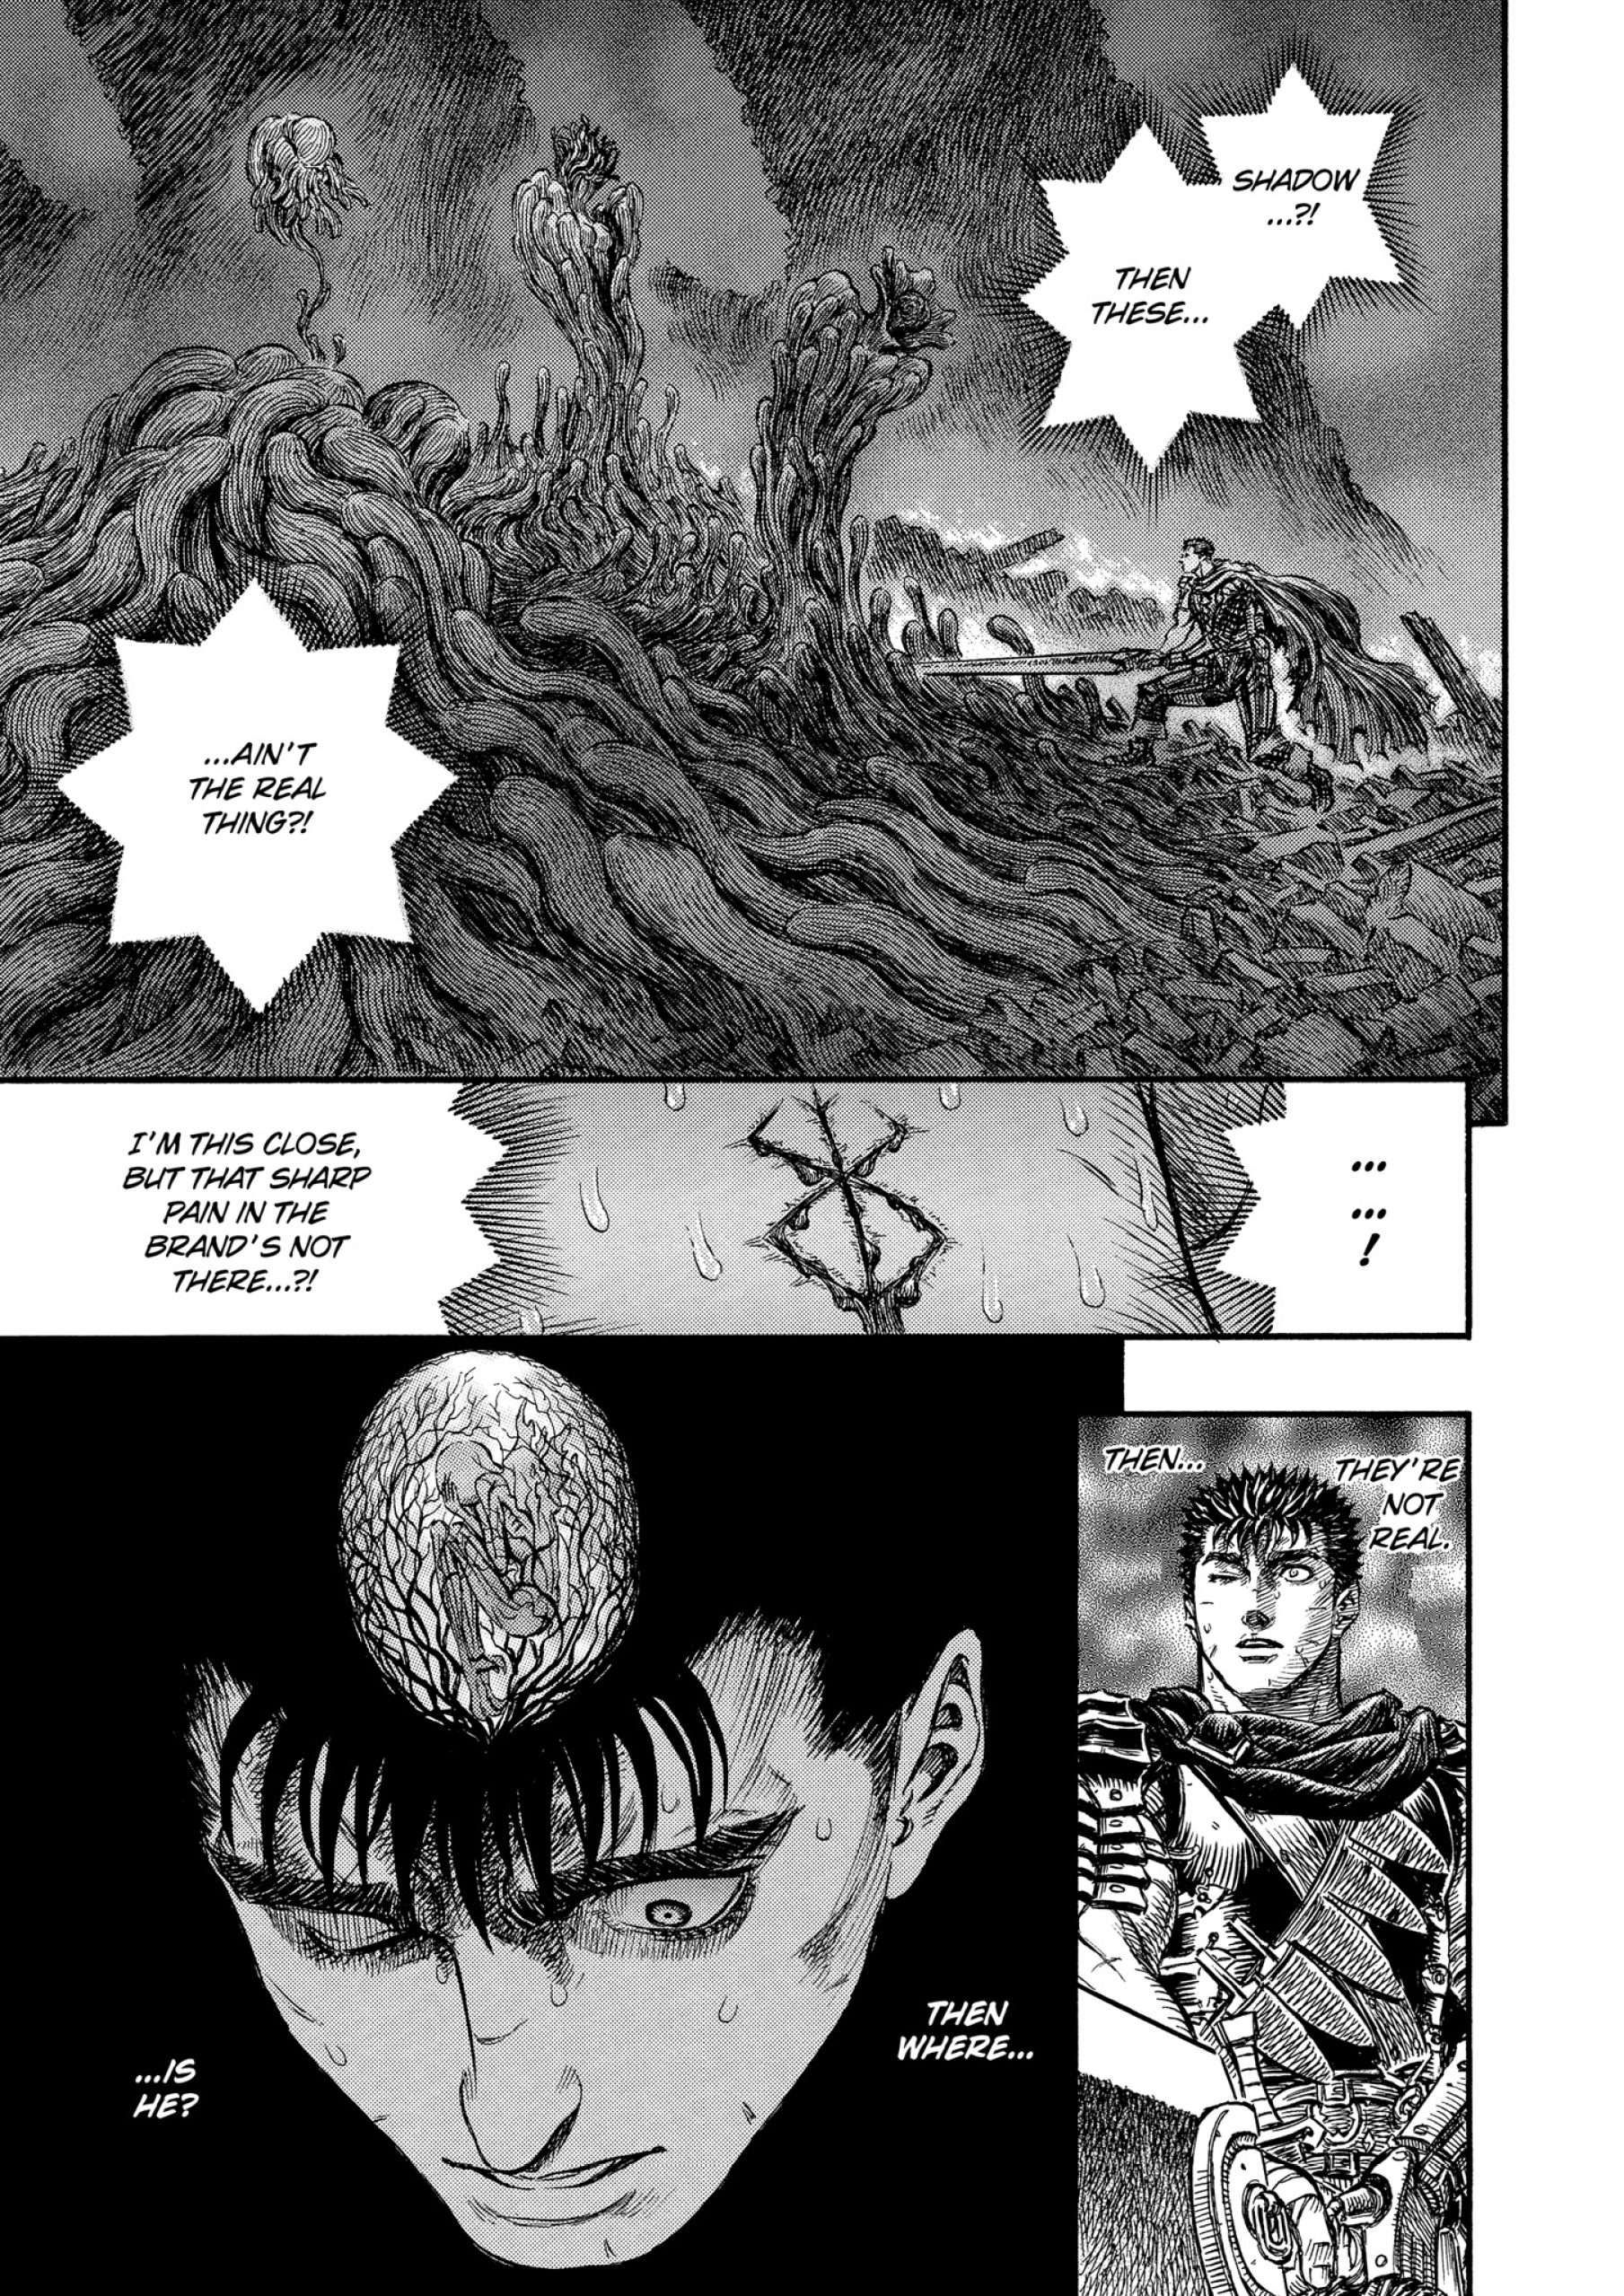 SHADOW
...?!
THEN
THESE...
...AIN'T
THE REAL
THING?!
...
...
!
I'M THIS CLOSE,
BUT THAT SHARP
PAIN IN THE
BRAND'S NOT
THERE...?!
THEY'RE
NOT
REAL.
THEN...
THEN
WHERE...
...IS
HE?